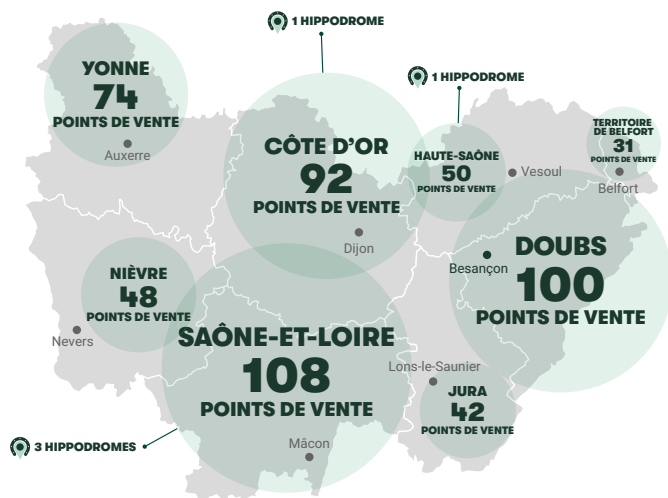 1 HIPPODROME
1 HIPPODROME
YONNE
74
POINTS DE VENTE
Auxerre
CÔTE D’OR
92
POINTS DE VENTE
Dijon
HAUTE-SAÔNE
50
POINTS DE VENTE
Vesoul
TERRITOIRE
DE BELFORT
31
POINTS DE VENTE
Belfort
NIÈVRE
48
POINTS DE VENTE
Nevers
Besançon
DOUBS
100
POINTS DE VENTE
SAÔNE-ET-LOIRE
108
POINTS DE VENTE
Mâcon
Lons-le-Saunier
JURA
42
POINTS DE VENTE
3 HIPPODROMES